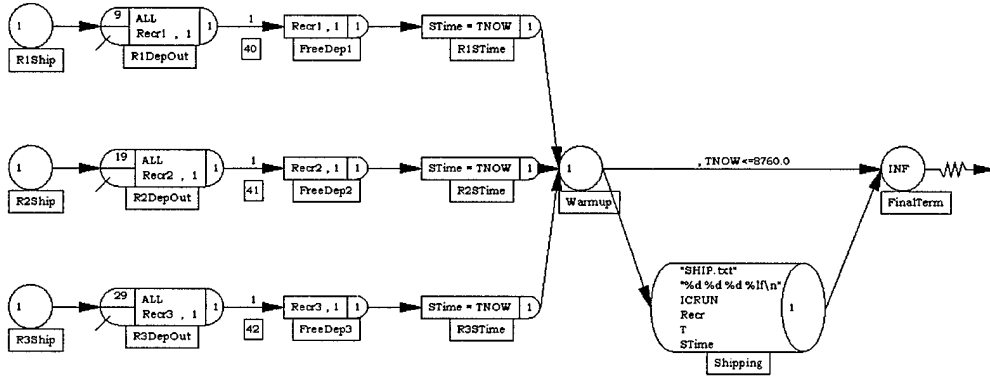 1
R1Ship
9
ALL
Recr1 , 1
1
R1DepOut
1
40
Recr1 , 1
1
FreeDep1
STime = TNOW
1
R1STime
1
R2Ship
19
ALL
Recr2 , 1
1
R2DepOut
1
41
Recr2, 1
1
FreeDep2
STime = TNOW
1
R2STime
1
Warmup
, TNOW<=8760.0
INF
FinalTerm
1
R3Ship
29
ALL
Recr3 , 1
1
R3DepOut
1
42
Recr3, 1
1
FreeDep3
STime = TNOW
1
R3STime
"SHIP.txt"
"%d %d %d %lf\n"
ICRUN
Recr
T
STime
1
Shipping